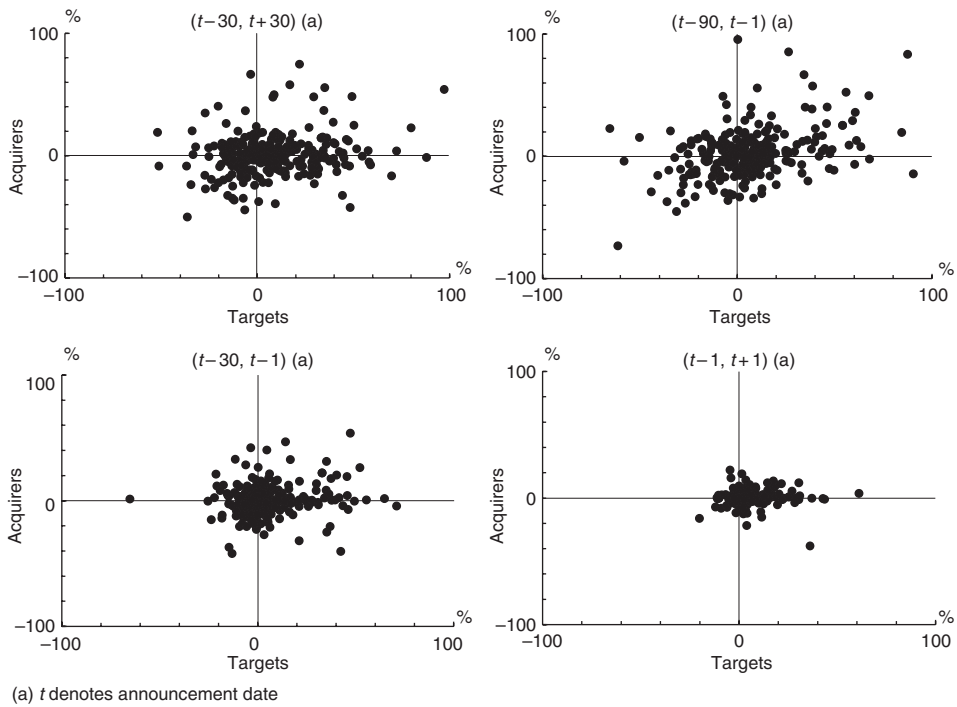 %
(t−30, t+30) (a)
100
Acquirers
0
−100
%
−100
0
100
Targets
%
(t−90, t−1) (a)
100
Acquirers
0
−100
%
−100
0
100
Targets
%
(t−30, t−1) (a)
100
Acquirers
0
−100
%
−100
0
100
Targets
%
(t−1, t+1) (a)
100
Acquirers
0
−100
%
−100
0
100
Targets
(a) t denotes announcement date